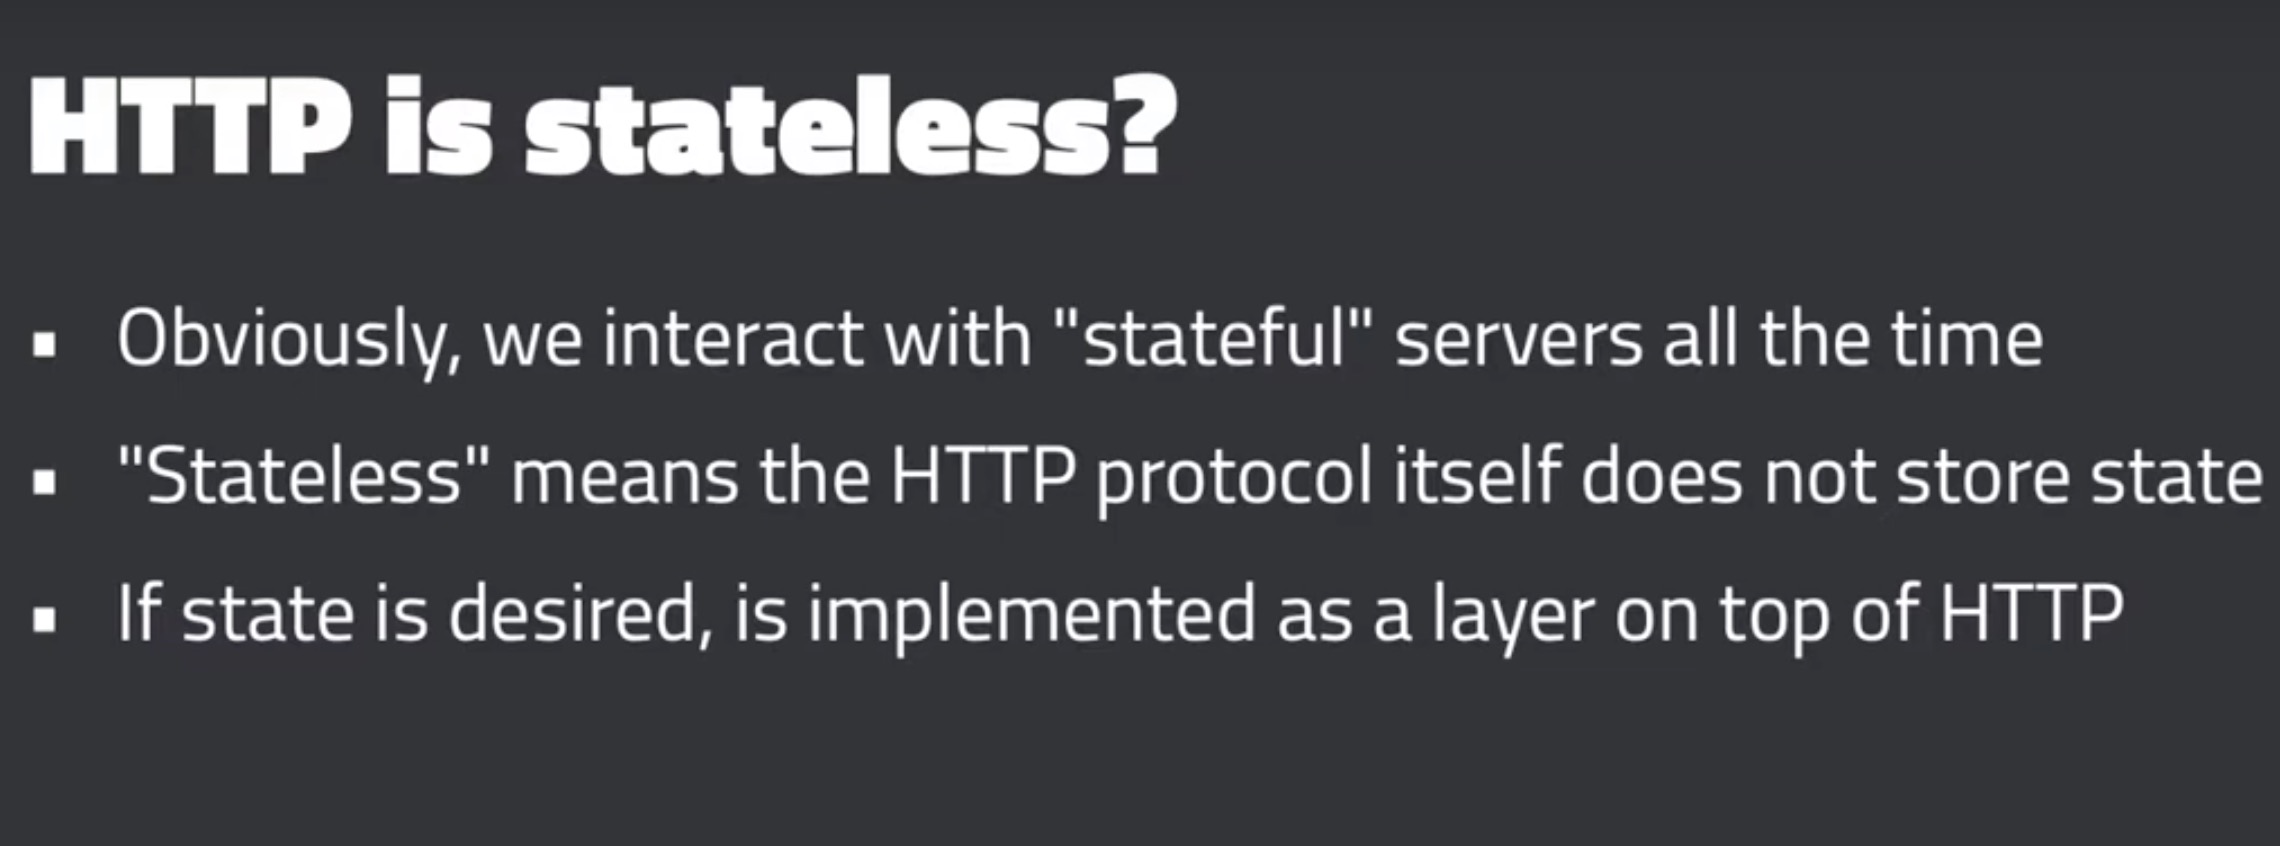 HTTP is stateless?
▪ Obviously, we interact with "stateful" servers all the time
▪ "Stateless" means the HTTP protocol itself does not store state
▪ If state is desired, is implemented as a layer on top of HTTP